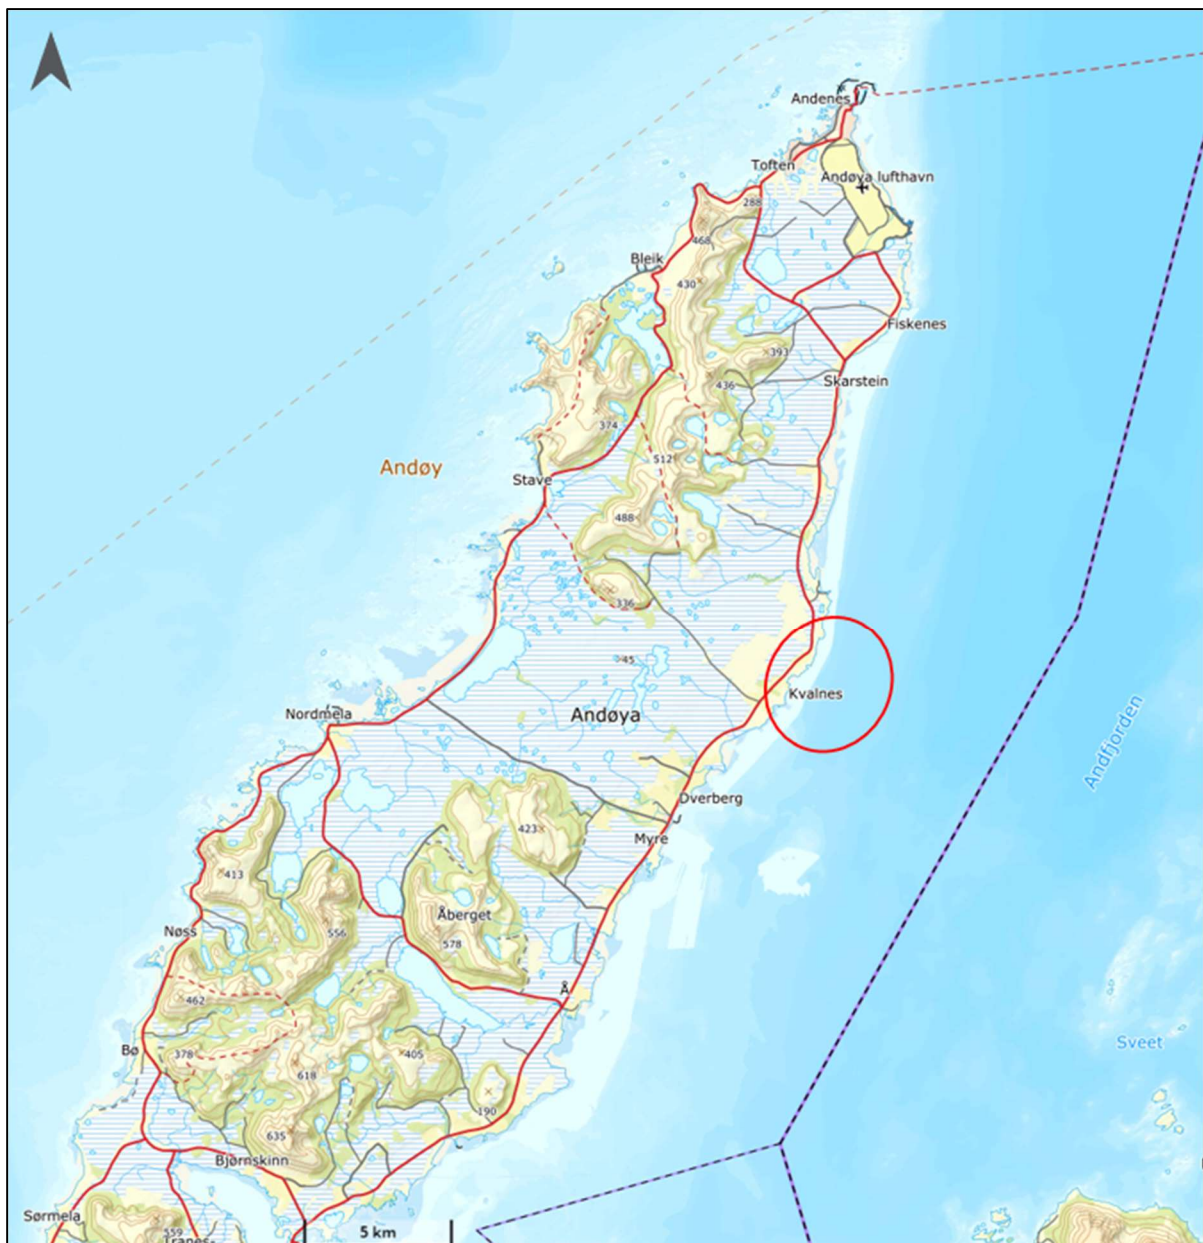 Andenes
Toften
Andøya lufthavn
288
468
Bleik
430
Fiskenes
393
Skarstein
436
374
Andøy
512
Stave
488
336
45
Kvalnes
Nordmela
Andøya
Andfjorden
Dverberg
423
Myre
413
Åberget
Nøss
556
578
462
Å
Sveet
Bø
378
405
618
190
635
Bjørnskinn
Sørmela
559
5 km
Tranes-